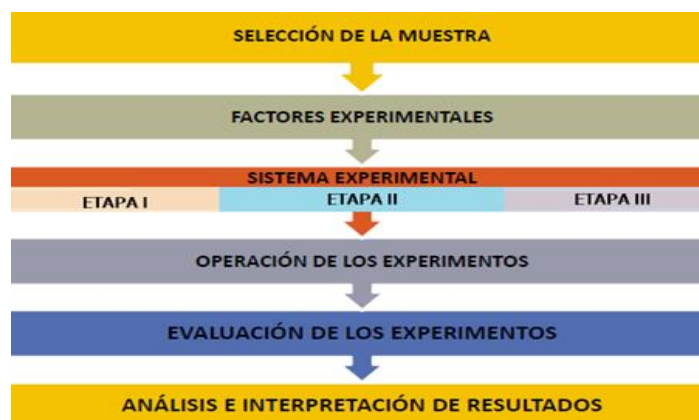 SELECCIÓN DE LA MUESTRA
FACTORES EXPERIMENTALES
SISTEMA EXPERIMENTAL
ETAPA I ETAPA II ETAPA III
OPERACIÓN DE LOS EXPERIMENTOS
EVALUACIÓN DE LOS EXPERIMENTOS
ANÁLISIS E INTERPRETACIÓN DE RESULTADOS